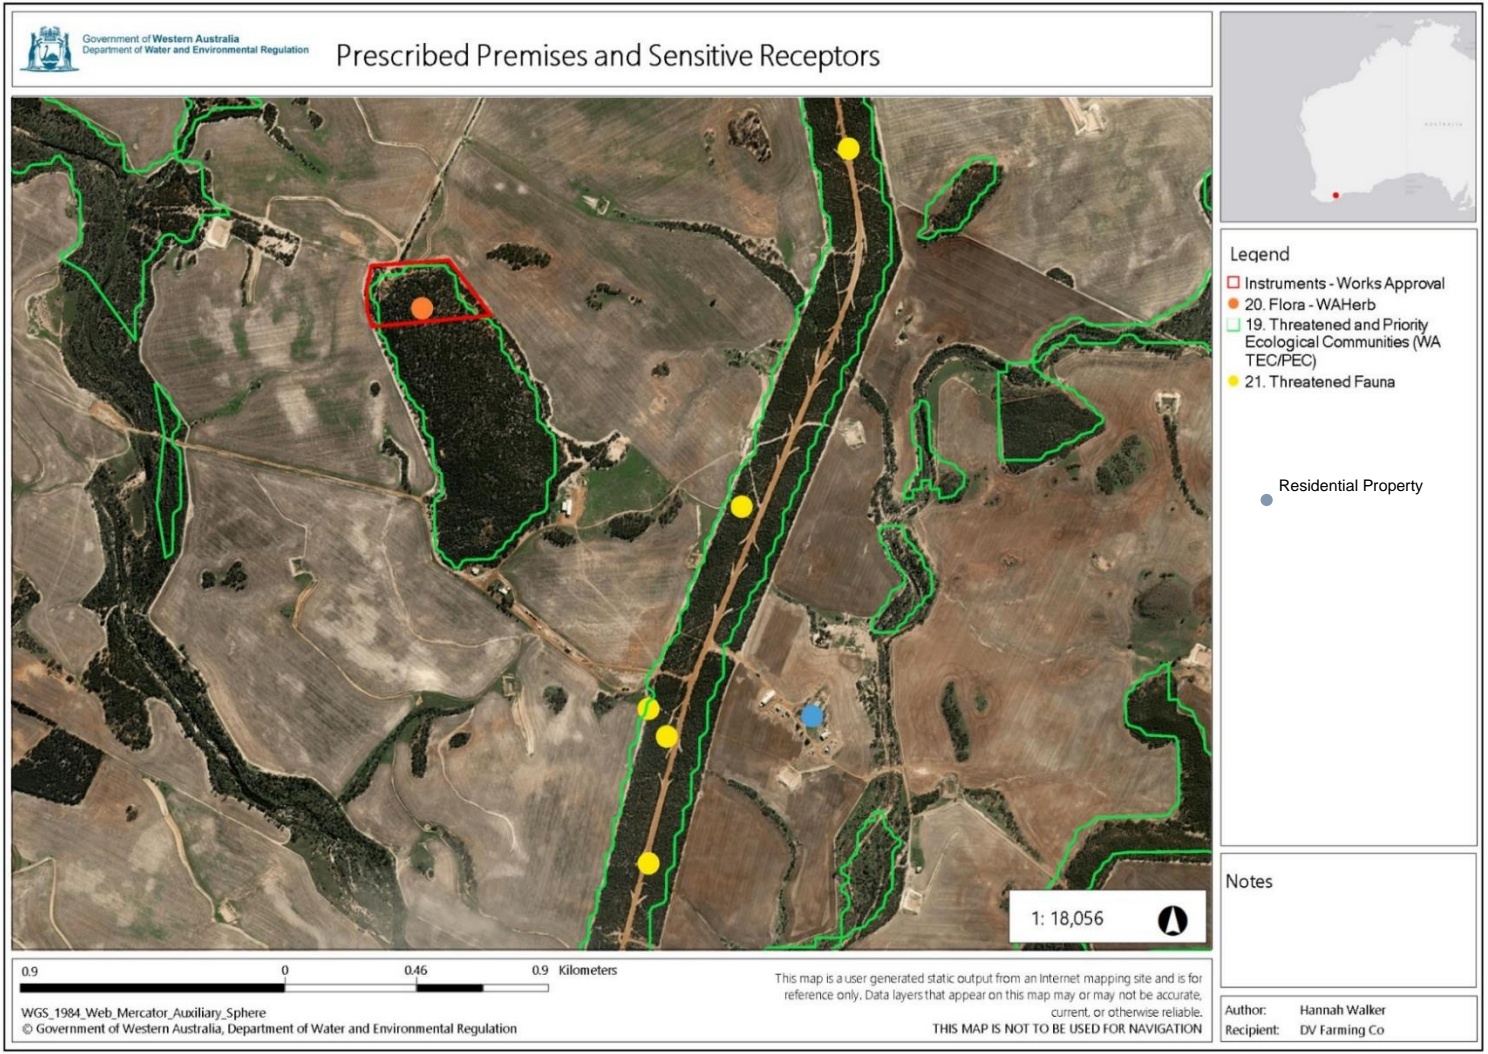 Government of Western Australia
Department of Water and Environmental Regulation
Prescribed Premises and Sensitive Receptors
AUSTRALIA
Legend
Instruments - Works Approval
20. Flora - WAHerb
19. Threatened and Priority
Ecological Communities (WA
TEC/PEC)
21. Threatened Fauna
Residential Property
1: 18,056
Notes
0.9
0
0.46
0.9
Kilometers
WGS_1984_Web_Mercator_Auxiliary_Sphere
© Government of Western Australia, Department of Water and Environmental Regulation
This map is a user generated static output from an Internet mapping site and is for
reference only. Data layers that appear on this map may or may not be accurate,
current, or otherwise reliable.
THIS MAP IS NOT TO BE USED FOR NAVIGATION
Author: Hannah Walker
Recipient: DV Farming Co